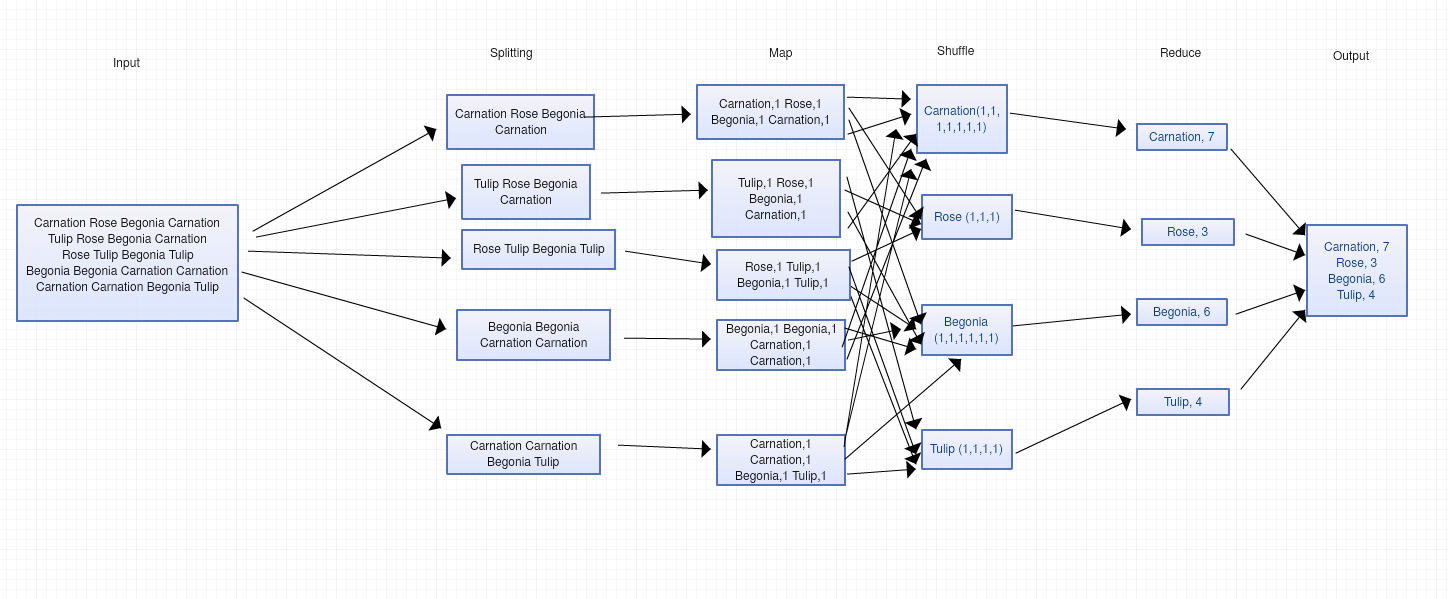 Input
Splitting
Map
Shuffle
Reduce
Output
Carnation Rose Begonia Carnation
Tulip Rose Begonia Carnation
Rose Tulip Begonia Tulip
Begonia Begonia Carnation Carnation
Carnation Carnation Begonia Tulip
Carnation Rose Begonia
Carnation
Tulip Rose Begonia
Carnation
Rose Tulip Begonia Tulip
Begonia Begonia
Carnation Carnation
Carnation Carnation
Begonia Tulip
Carnation,1 Rose,1
Begonia,1 Carnation,1
Tulip,1 Rose,1
Begonia,1
Carnation,1
Rose,1 Tulip,1
Begonia,1 Tulip,1
Begonia,1 Begonia,1
Carnation,1
Carnation,1
Carnation,1
Carnation,1
Begonia,1 Tulip,1
Carnation(1,1,
1,1,1,1,1)
Rose (1,1,1)
Begonia
(1,1,1,1,1,1)
Tulip (1,1,1,1)
Carnation, 7
Rose, 3
Begonia, 6
Tulip, 4
Carnation, 7
Rose, 3
Begonia, 6
Tulip, 4